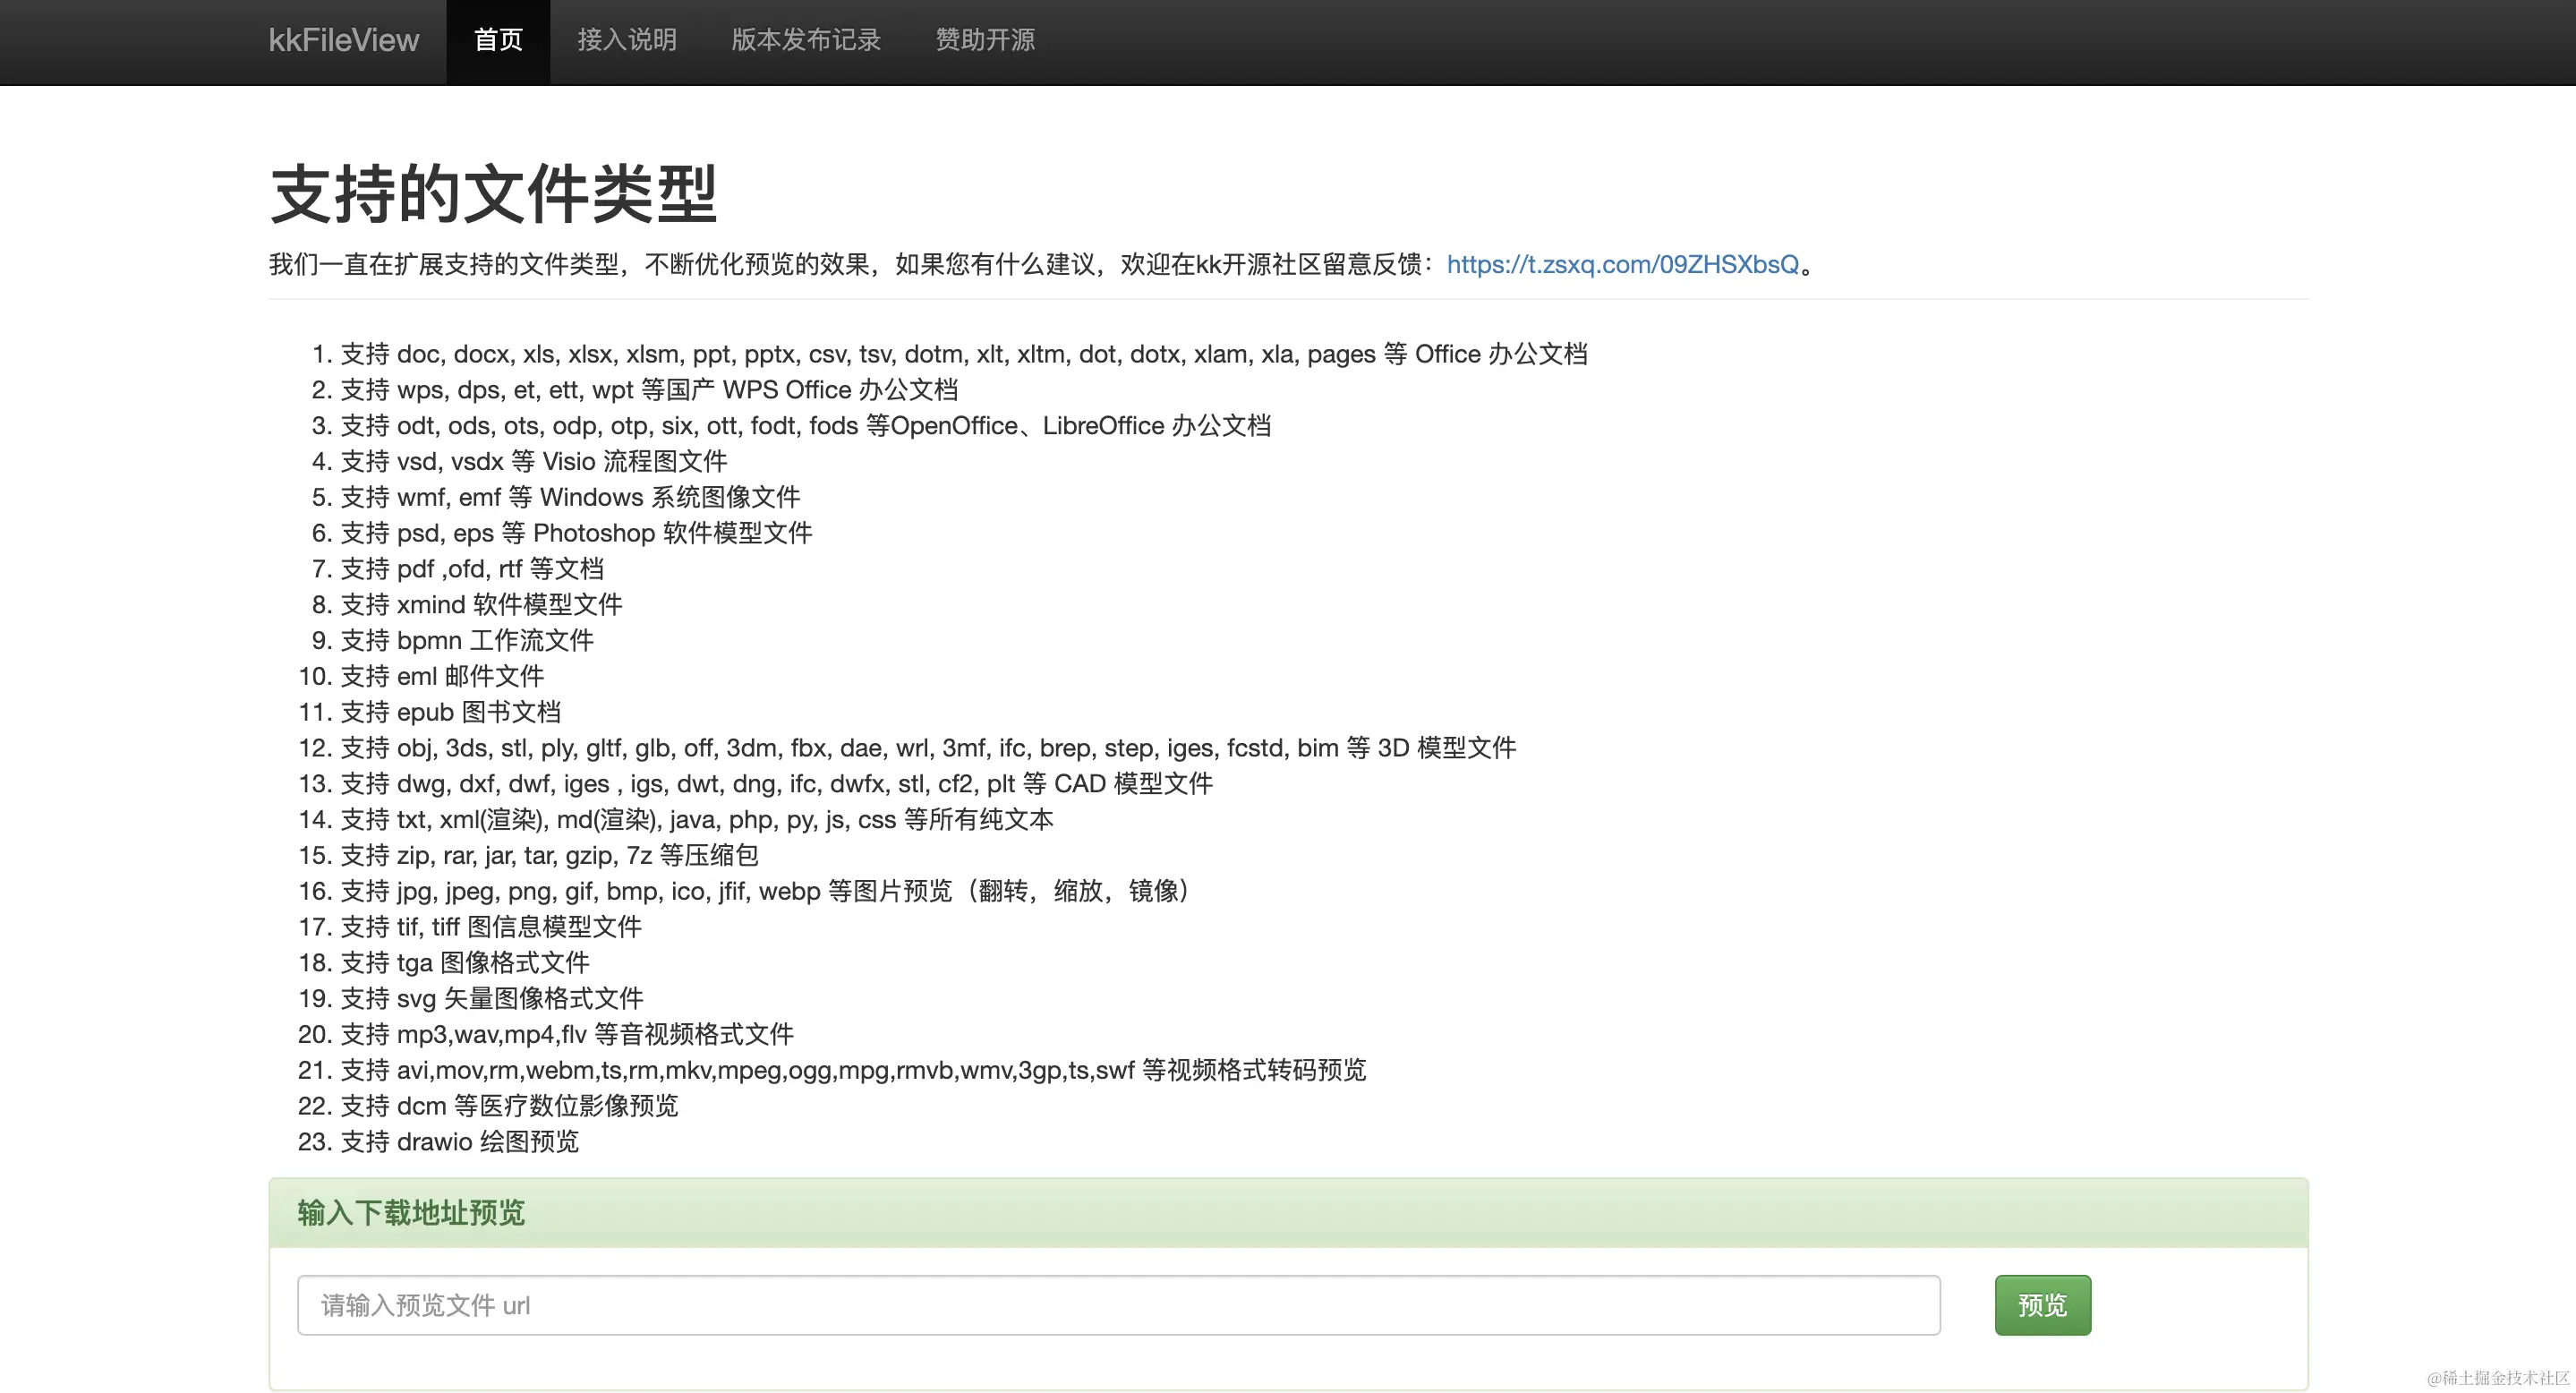 kkFileView 首页 接入说明 版本发布记录 赞助开源
支持的文件类型
我们一直在扩展支持的文件类型，不断优化预览的效果，如果您有什么建议，欢迎在kk开源社区留意反馈：https://t.zsxq.com/09ZHSXbsQ。
1. 支持 doc, docx, xls, xlsx, xlsm, ppt, pptx, csv, tsv, dotm, xlt, xltm, dot, dotx, xlam, xla, pages 等 Office 办公文档
2. 支持 wps, dps, et, ett, wpt 等国产 WPS Office 办公文档
3. 支持 odt, ods, ots, odp, otp, six, ott, fodt, fods 等OpenOffice、LibreOffice 办公文档
4. 支持 vsd, vsdx 等 Visio 流程图文件
5. 支持 wmf, emf 等 Windows 系统图像文件
6. 支持 psd, eps 等 Photoshop 软件模型文件
7. 支持 pdf ,ofd, rtf 等文档
8. 支持 xmind 软件模型文件
9. 支持 bpmn 工作流文件
10. 支持 eml 邮件文件
11. 支持 epub 图书文档
12. 支持 obj, 3ds, stl, ply, gltf, glb, off, 3dm, fbx, dae, wrl, 3mf, ifc, brep, step, iges, fcstd, bim 等 3D 模型文件
13. 支持 dwg, dxf, dwf, iges , igs, dwt, dng, ifc, dwfx, stl, cf2, plt 等 CAD 模型文件
14. 支持 txt, xml(渲染), md(渲染), java, php, py, js, css 等所有纯文本
15. 支持 zip, rar, jar, tar, gzip, 7z 等压缩包
16. 支持 jpg, jpeg, png, gif, bmp, ico, jfif, webp 等图片预览（翻转，缩放，镜像）
17. 支持 tif, tiff 图信息模型文件
18. 支持 tga 图像格式文件
19. 支持 svg 矢量图像格式文件
20. 支持 mp3,wav,mp4,flv 等音视频格式文件
21. 支持 avi,mov,rm,webm,ts,rm,mkv,mpeg,ogg,mpg,rmvb,wmv,3gp,ts,swf 等视频格式转码预览
22. 支持 dcm 等医疗数位影像预览
23. 支持 drawio 绘图预览
输入下载地址预览
请输入预览文件 url 预览
@稀土掘金技术社区